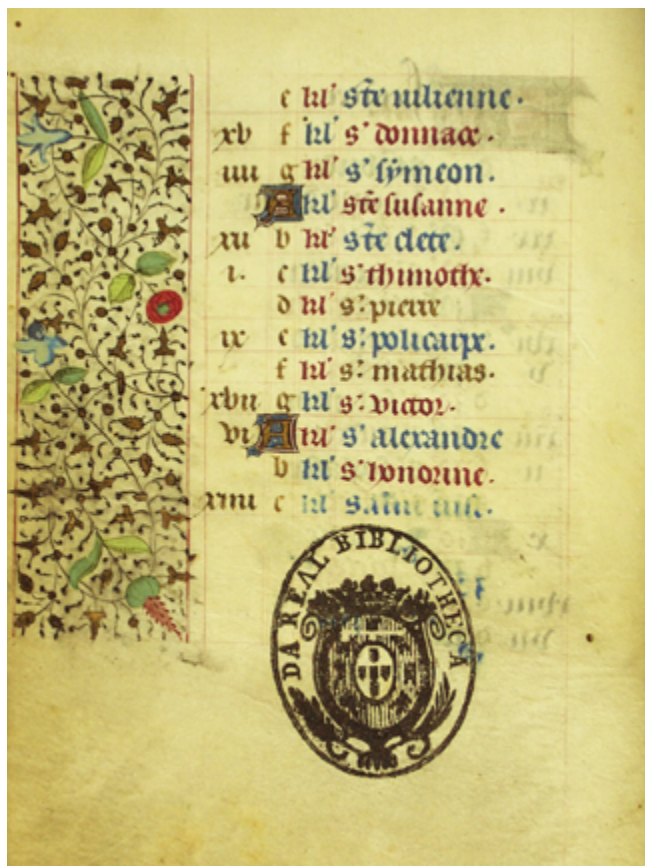 e kl' ste iulienne.
xv f kl' s' donnace.
iiii g kl' s' symeon.
A kl' ste susanne.
xii b kl' ste clete.
i. c kl' s' thimothe.
d kl' s' pierre
ix e kl' s' policarpe.
f kl' s' mathias.
xvii g kl' s' victor.
vi A kl' s' alexandre
b kl' s' honorine.
xiiii c kl' s.
DA REAL BIBLIOTHECA